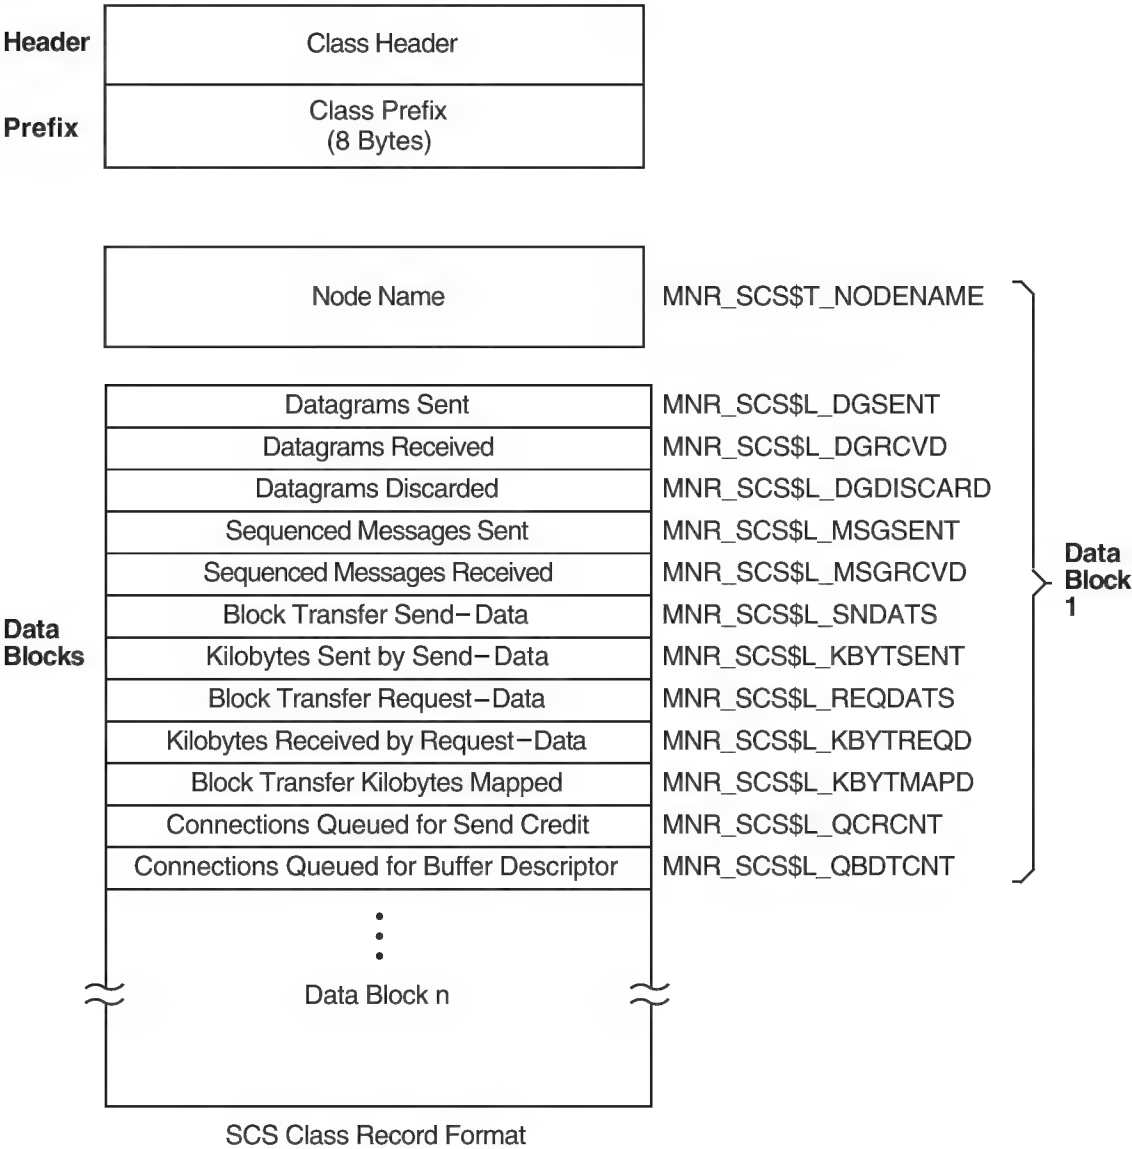 Header
Class Header
Prefix
Class Prefix
(8 Bytes)
Node Name MNR_SCS$T_NODENAME
Datagrams Sent MNR_SCS$L_DGSENT
Datagrams Received MNR_SCS$L_DGRCVD
Datagrams Discarded MNR_SCS$L_DGDISCARD
Sequenced Messages Sent MNR_SCS$L_MSGSENT
Sequenced Messages Received MNR_SCS$L_MSGRCVD
Block Transfer Send–Data MNR_SCS$L_SNDATS
Kilobytes Sent by Send–Data MNR_SCS$L_KBYTSENT
Block Transfer Request–Data MNR_SCS$L_REQDATS
Kilobytes Received by Request–Data MNR_SCS$L_KBYTREQD
Block Transfer Kilobytes Mapped MNR_SCS$L_KBYTMAPD
Connections Queued for Send Credit MNR_SCS$L_QCRCNT
Connections Queued for Buffer Descriptor MNR_SCS$L_QBDTCNT
Data
Blocks
Data
Block
1
Data Block n
SCS Class Record Format